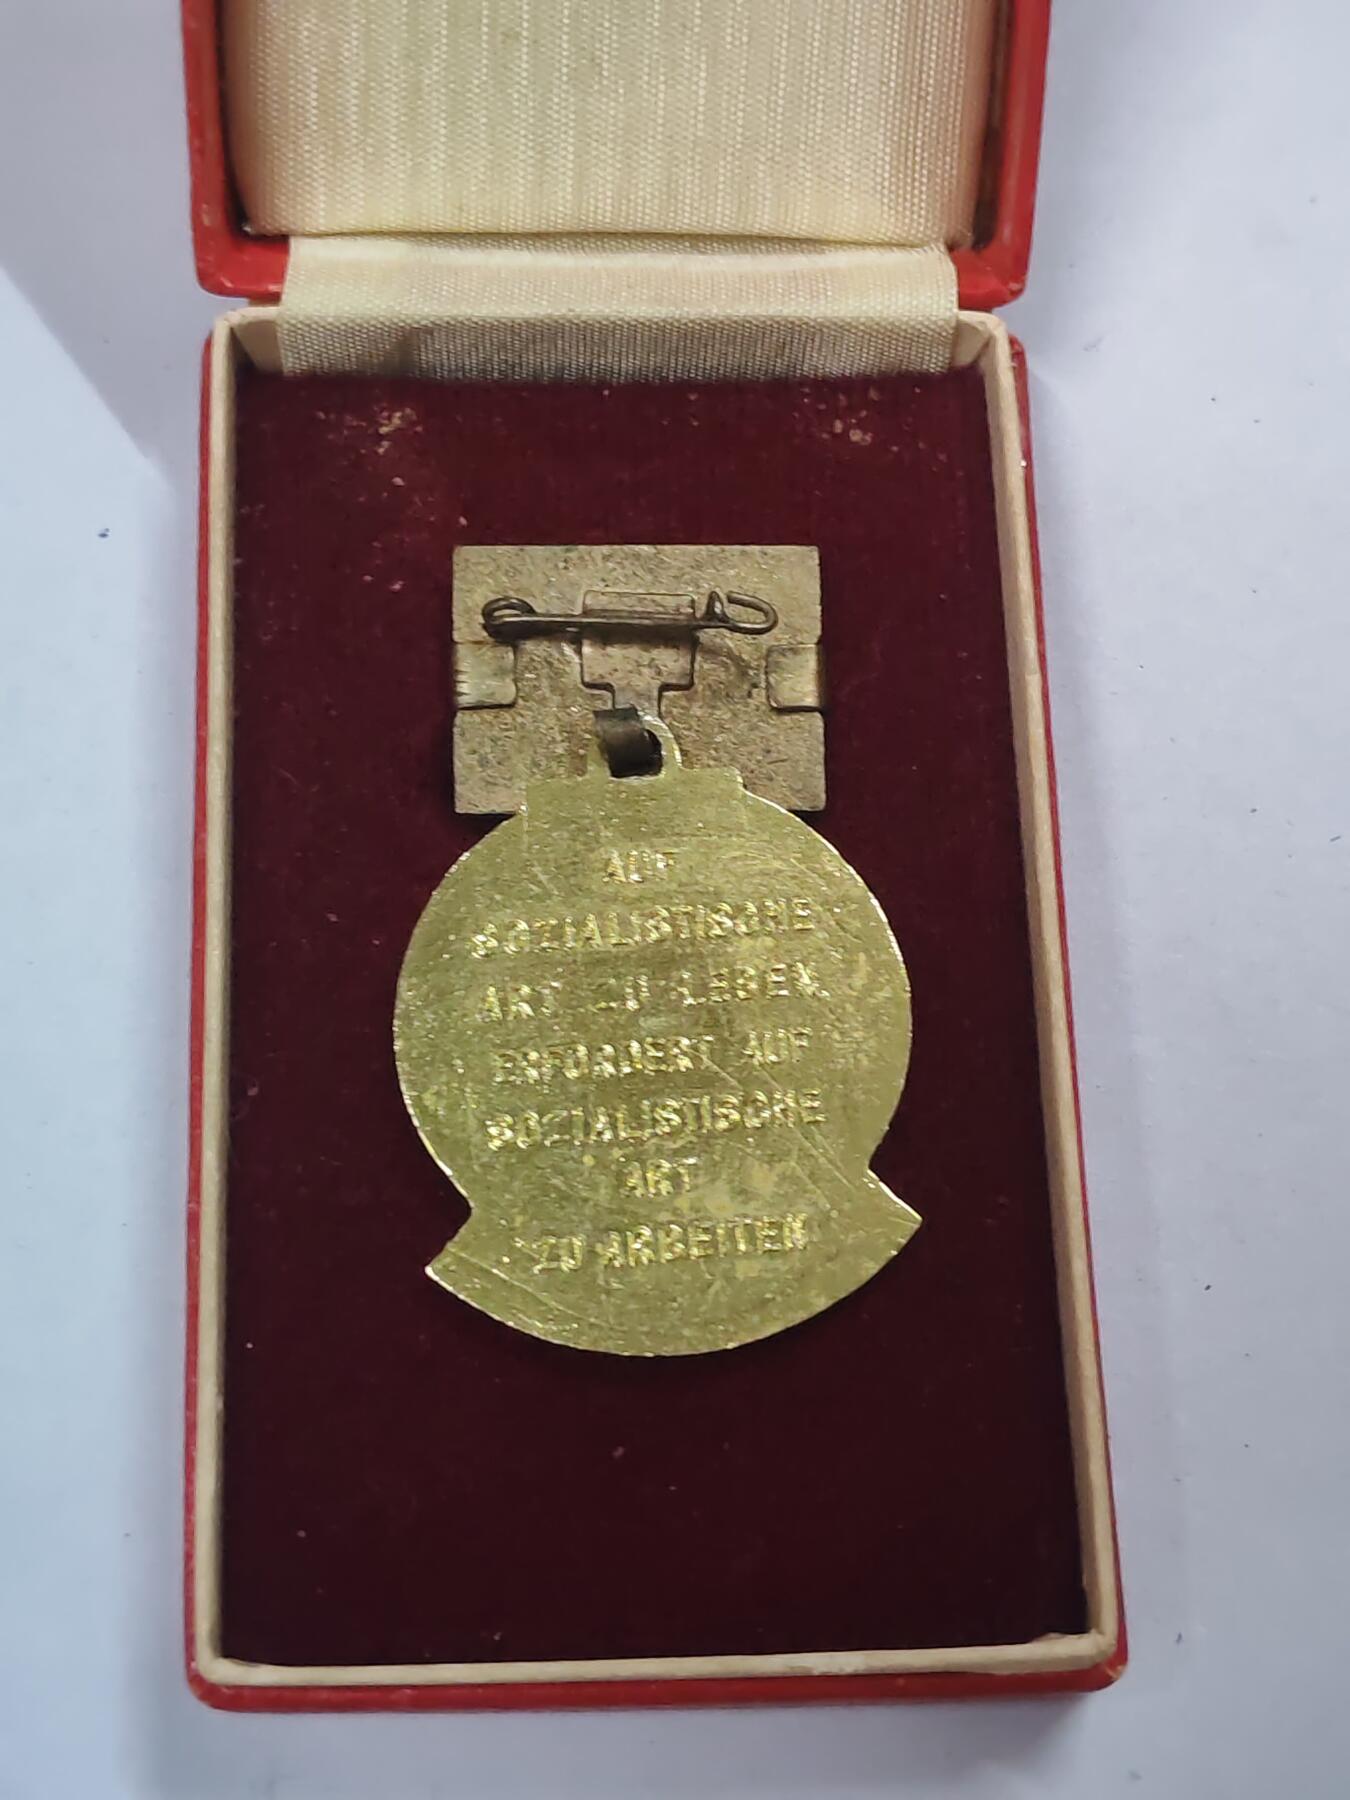 AUF
SOZIALISTISCHE
ART ZU LEBEN,
ERFORDERT AUF
SOZIALISTISCHE
ART
ZU ARBEITEN